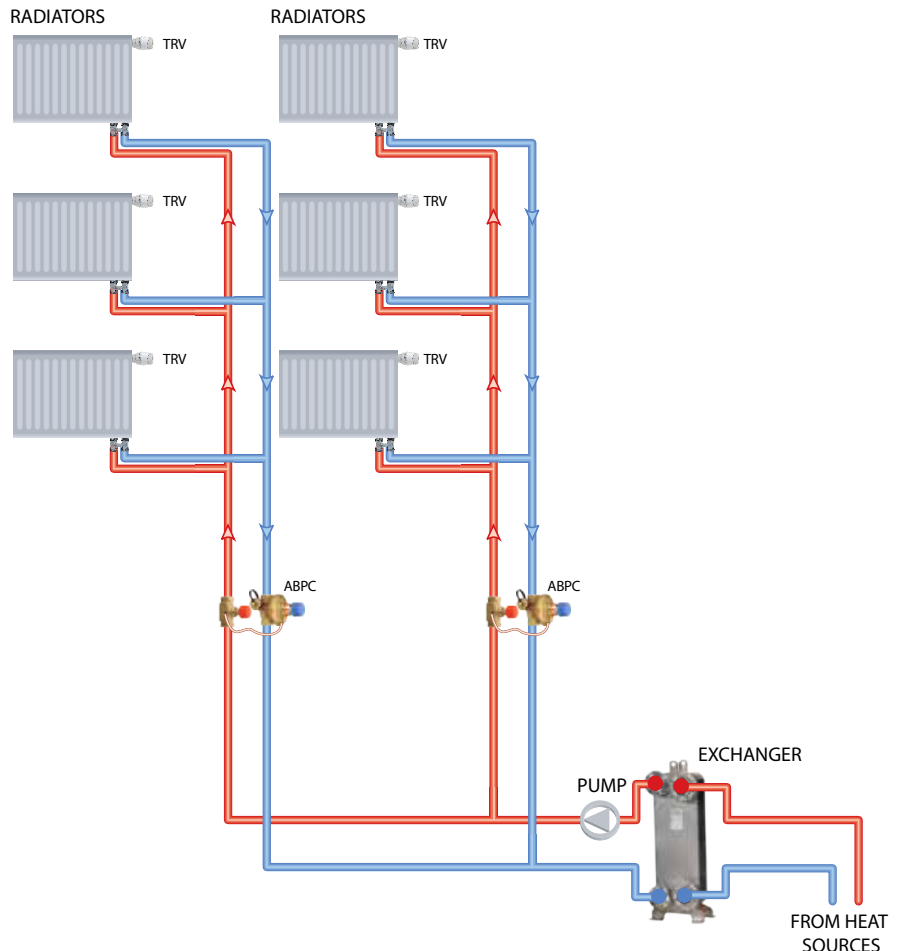 RADIATORS
RADIATORS
TRV
TRV
TRV
TRV
TRV
TRV
ABPC
ABPC
EXCHANGER
PUMP
FROM HEAT
SOURCES